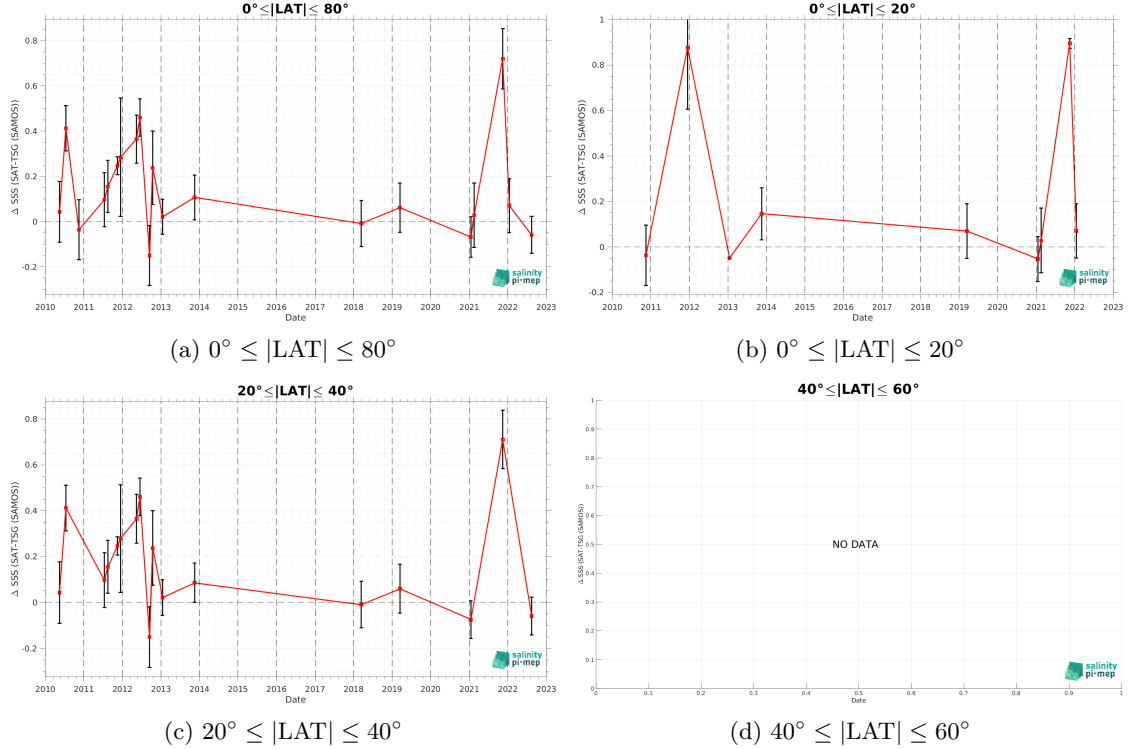 0°≤|LAT|≤ 80°
Δ SSS (SAT-TSG (SAMOS))
0.8
0.6
0.4
0.2
0
-0.2
2010 2011 2012 2013 2014 2015 2016 2017 2018 2019 2020 2021 2022 2023
Date
salinity
pi-mep
(a) 0° ≤ |LAT| ≤ 80°
0°≤|LAT|≤ 20°
Δ SSS (SAT-TSG (SAMOS))
1
0.8
0.6
0.4
0.2
0
-0.2
2010 2011 2012 2013 2014 2015 2016 2017 2018 2019 2020 2021 2022 2023
Date
salinity
pi-mep
(b) 0° ≤ |LAT| ≤ 20°
20°≤|LAT|≤ 40°
Δ SSS (SAT-TSG (SAMOS))
0.8
0.6
0.4
0.2
0
-0.2
2010 2011 2012 2013 2014 2015 2016 2017 2018 2019 2020 2021 2022 2023
Date
salinity
pi-mep
(c) 20° ≤ |LAT| ≤ 40°
40°≤|LAT|≤ 60°
Δ SSS (SAT-TSG (SAMOS))
1
0.9
0.8
0.7
0.6
0.5
0.4
0.3
0.2
0.1
0
NO DATA
0 0.1 0.2 0.3 0.4 0.5 0.6 0.7 0.8 0.9 1
Date
salinity
pi-mep
(d) 40° ≤ |LAT| ≤ 60°